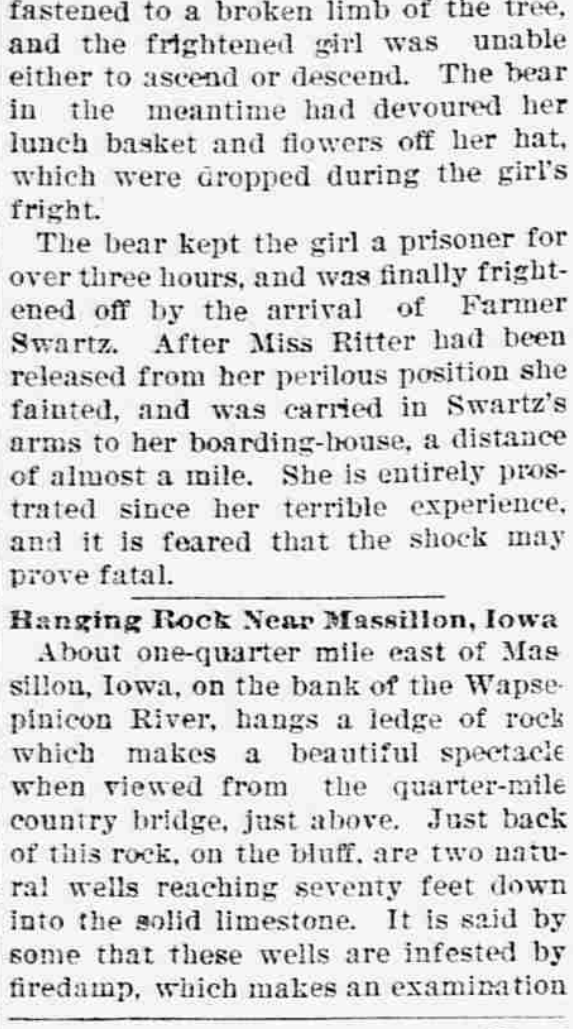 fastened to a broken limb of the tree,
and the frightened girl was unable
either to ascend or descend. The bear
in the meantime had devoured her
lunch basket and flowers off her hat,
which were dropped during the girl's
fright.
The bear kept the girl a prisoner for
over three hours, and was finally fright-
ened off by the arrival of Farmer
Swartz. After Miss Ritter had been
released from her perilous position she
fainted, and was carried in Swartz's
arms to her boarding-house, a distance
of almost a mile. She is entirely pros-
trated since her terrible experience,
and it is feared that the shock may
prove fatal.
Hanging Rock Near Massillon, Iowa
About one-quarter mile east of Mas
sillon, Iowa, on the bank of the Wapse-
pinicon River, hangs a ledge of rock
which makes a beautiful spectacle
when viewed from the quarter-mile
country bridge, just above. Just back
of this rock, on the bluff, are two natu-
ral wells reaching seventy feet down
into the solid limestone. It is said by
some that these wells are infested by
firedamp, which makes an examination